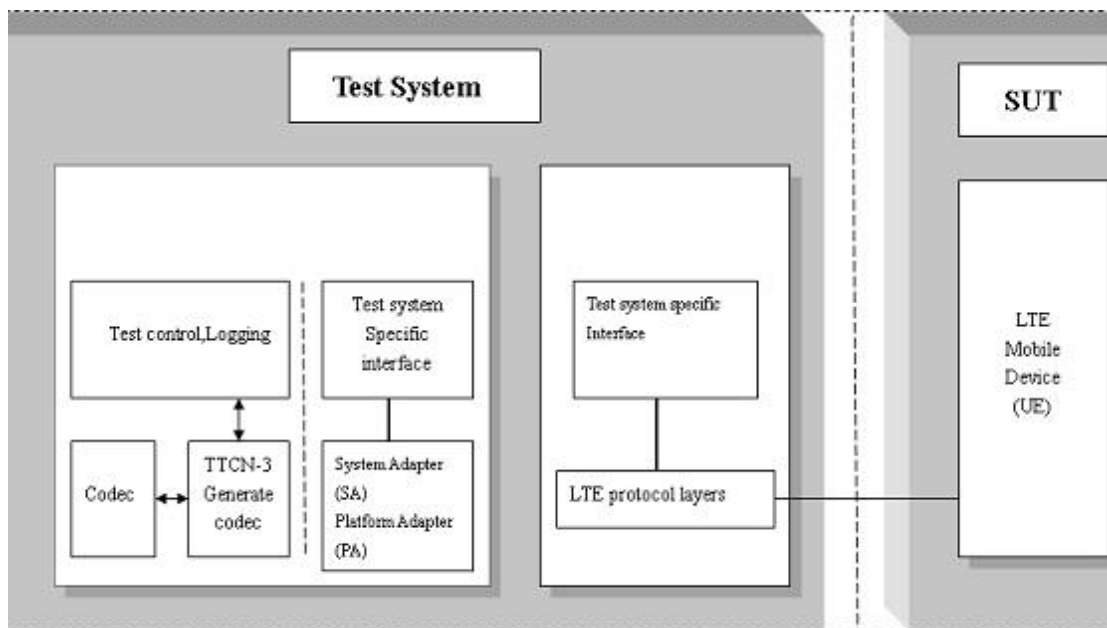 Test System
SUT
Test control,Logging
Test system
Specific
interface
Test system specific
Interface
LTE
Mobile
Device
(UE)
Codec
TTCN-3
Generate
codec
System Adapter
(SA)
Platform Adapter
(PA)
LTE protocol layers